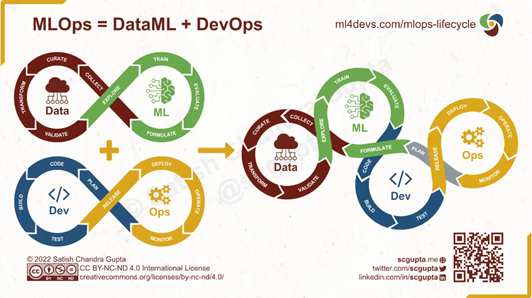 MLOps = DataML + DevOps
ml4devs.com/mlops-lifecycle
CURATE
COLLECT
TRANSFORM
VALIDATE
EXPLORE
TRAIN
EVALUATE
FORMULATE
Data
ML
CODE
PLAN
BUILD
TEST
RELEASE
DEPLOY
OPERATE
MONITOR
Dev
Ops
CURATE
COLLECT
TRANSFORM
VALIDATE
EXPLORE
TRAIN
EVALUATE
FORMULATE
Data
ML
CODE
PLAN
BUILD
TEST
RELEASE
DEPLOY
OPERATE
MONITOR
Dev
Ops
© Satish Chandra Gupta
© 2022 Satish Chandra Gupta
CC BY-NC-ND 4.0 International License
creativecommons.org/licenses/by-nc-nd/4.0/
cc
BY NC ND
scgupta.me
twitter.com/scgupta
linkedin.com/in/scgupta